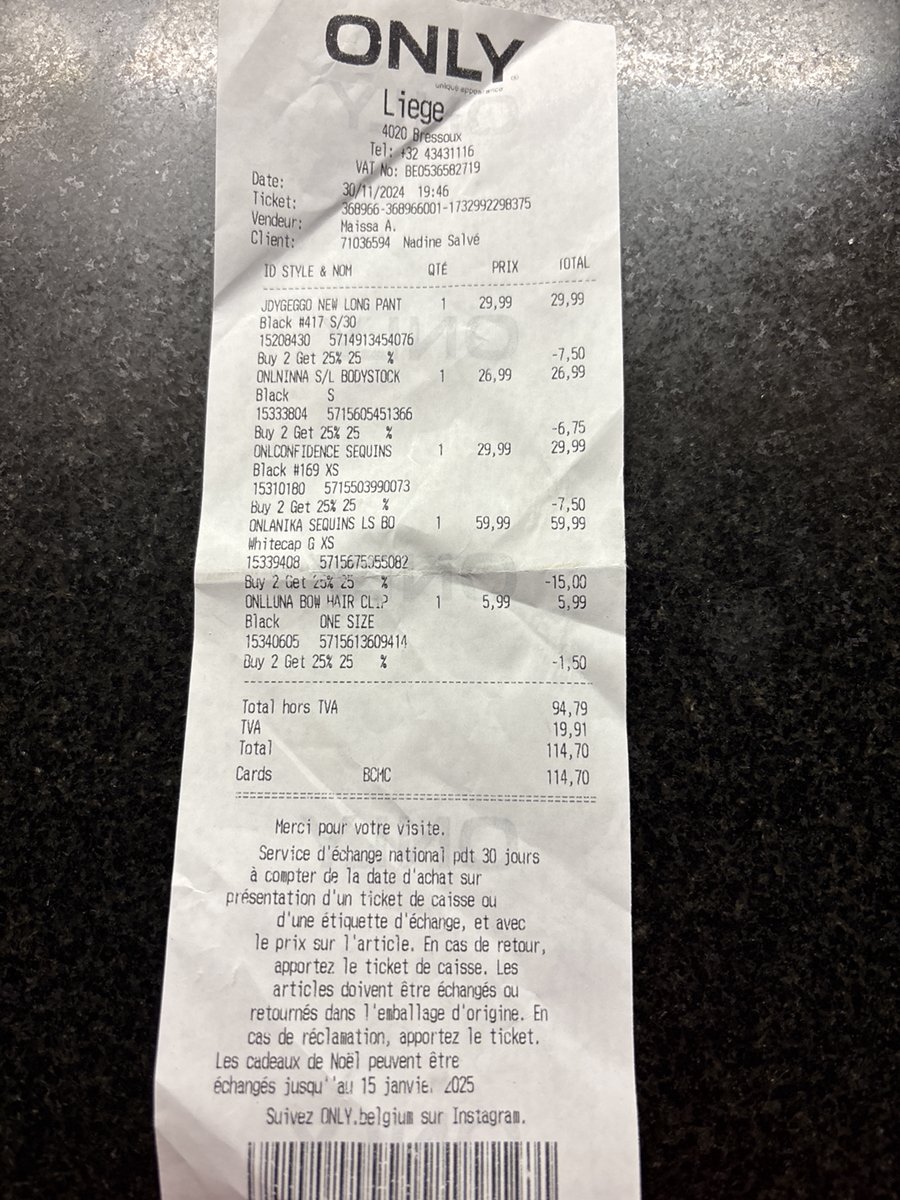 ONLY
unique appearance
Liege
4020 Bressoux
Tel: +32 43431116
VAT No: BE0536582719
Date: 30/11/2024 19:46
Ticket: 368966-368966001-1732992298375
Vendeur: Maissa A.
Client: 71036594 Nadine Salvé
ID STYLE & NOM QTÉ PRIX TOTAL
JDYGEGGO NEW LONG PANT 1 29,99 29,99
Black #417 S/30
15208430 5714913454076
Buy 2 Get 25% 25 % -7,50
ONLNINNA S/L BODYSTOCK 1 26,99 26,99
Black S
15333804 5715605451366
Buy 2 Get 25% 25 % -6,75
ONLCONFIDENCE SEQUINS 1 29,99 29,99
Black #169 XS
15310180 5715503990073
Buy 2 Get 25% 25 % -7,50
ONLANIKA SEQUINS LS BO 1 59,99 59,99
Whitecap G XS
15339408 5715675355082
Buy 2 Get 25% 25 % -15,00
ONLLUNA BOW HAIR CLIP 1 5,99 5,99
Black ONE SIZE
15340605 5715613609414
Buy 2 Get 25% 25 % -1,50
Total hors TVA 94,79
TVA 19,91
Total 114,70
Cards BCMC 114,70
Merci pour votre visite.
Service d'échange national pdt 30 jours
à compter de la date d'achat sur
présentation d'un ticket de caisse ou
d'une étiquette d'échange, et avec
le prix sur l'article. En cas de retour,
apportez le ticket de caisse. Les
articles doivent être échangés ou
retournés dans l'emballage d'origine. En
cas de réclamation, apportez le ticket.
Les cadeaux de Noël peuvent être
échangés jusqu''au 15 janvier 2025
Suivez ONLY.belgium sur Instagram.